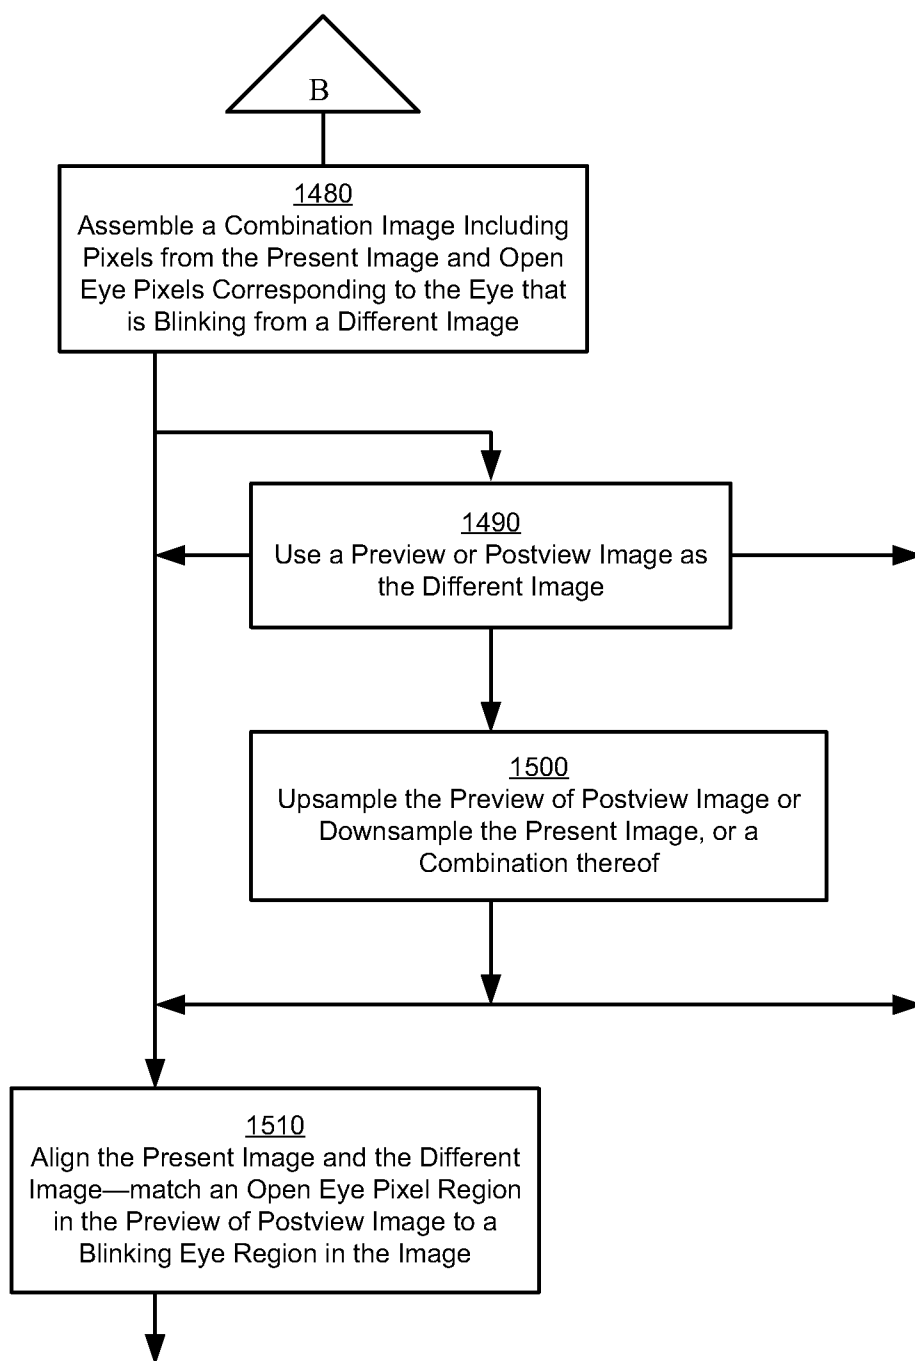 B
1480
Assemble a Combination Image Including
Pixels from the Present Image and Open
Eye Pixels Corresponding to the Eye that
is Blinking from a Different Image
1490
Use a Preview or Postview Image as
the Different Image
1500
Upsample the Preview of Postview Image or
Downsample the Present Image, or a
Combination thereof
1510
Align the Present Image and the Different
Image—match an Open Eye Pixel Region
in the Preview of Postview Image to a
Blinking Eye Region in the Image